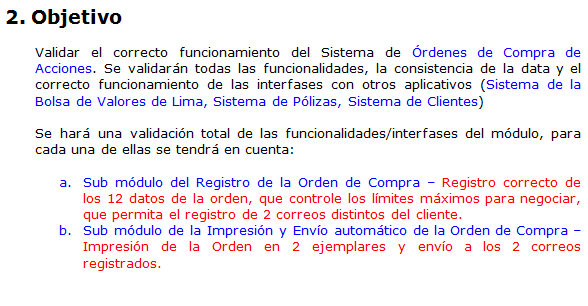 2. Objetivo
Validar el correcto funcionamiento del Sistema de Órdenes de Compra de
Acciones. Se validarán todas las funcionalidades, la consistencia de la data y el
correcto funcionamiento de las interfases con otros aplicativos (Sistema de la
Bolsa de Valores de Lima, Sistema de Pólizas, Sistema de Clientes)
Se hará una validación total de las funcionalidades/interfases del módulo, para
cada una de ellas se tendrá en cuenta:
a. Sub módulo del Registro de la Orden de Compra – Registro correcto de
los 12 datos de la orden, que controle los límites máximos para negociar,
que permita el registro de 2 correos distintos del cliente.
b. Sub módulo de la Impresión y Envío automático de la Orden de Compra –
Impresión de la Orden en 2 ejemplares y envío a los 2 correos
registrados.